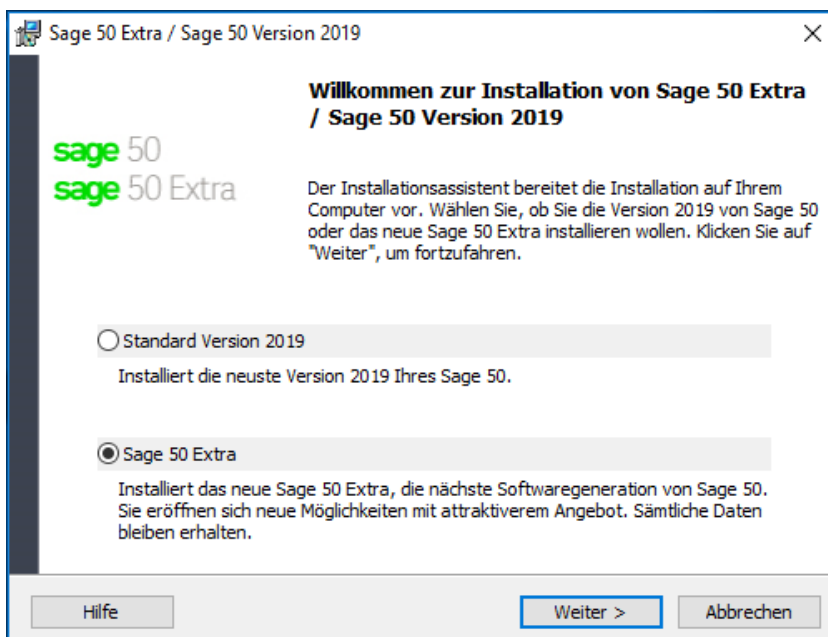 Sage 50 Extra / Sage 50 Version 2019
Willkommen zur Installation von Sage 50 Extra
/ Sage 50 Version 2019
sage 50
sage 50 Extra
Der Installationsassistent bereitet die Installation auf Ihrem
Computer vor. Wählen Sie, ob Sie die Version 2019 von Sage 50
oder das neue Sage 50 Extra installieren wollen. Klicken Sie auf
"Weiter", um fortzufahren.
Standard Version 2019
Installiert die neuste Version 2019 Ihres Sage 50.
Sage 50 Extra
Installiert das neue Sage 50 Extra, die nächste Softwaregeneration von Sage 50.
Sie eröffnen sich neue Möglichkeiten mit attraktiverem Angebot. Sämtliche Daten
bleiben erhalten.
Hilfe
Weiter >
Abbrechen